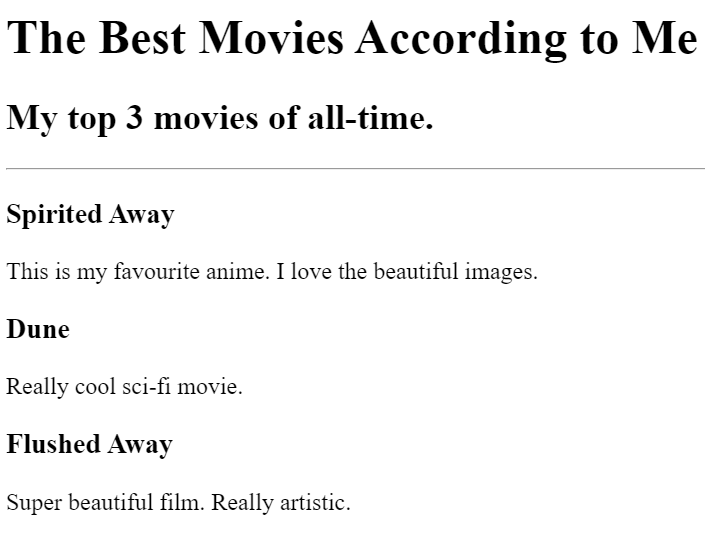 The Best Movies According to Me
My top 3 movies of all-time.
Spirited Away
This is my favourite anime. I love the beautiful images.
Dune
Really cool sci-fi movie.
Flushed Away
Super beautiful film. Really artistic.